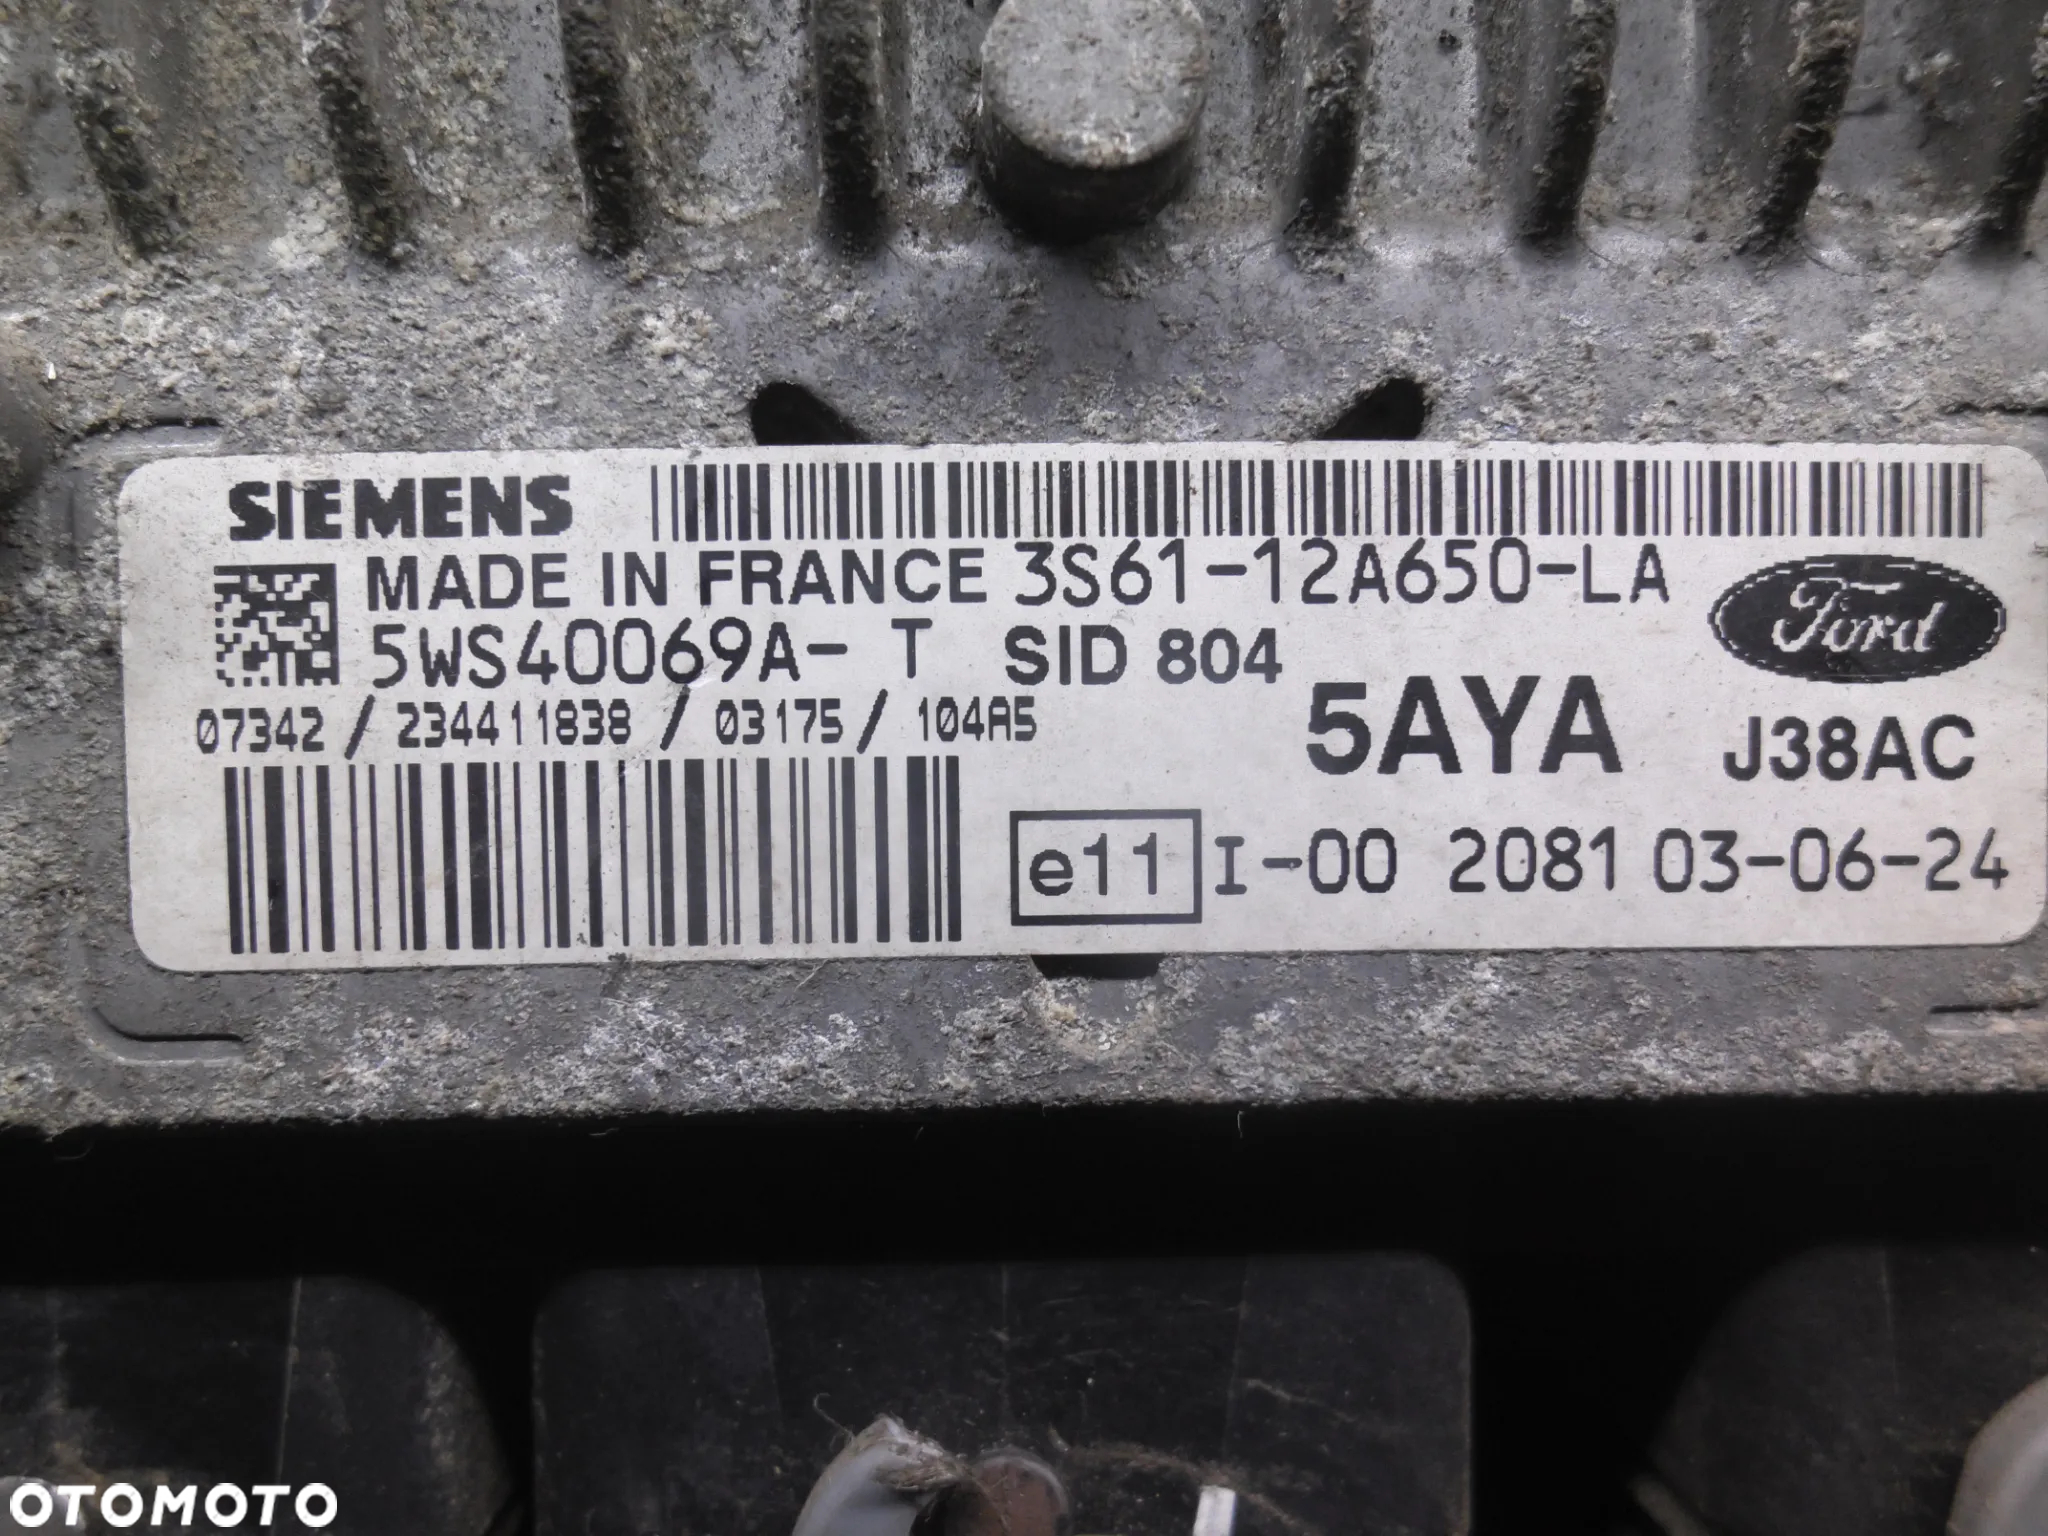 SIEMENS
MADE IN FRANCE 3S61-12A650-LA
Ford
5WS40069A- T SID 804
07342 / 234411838 / 03175 / 104A5
5AYA J38AC
e11 I-00 2081 03-06-24
OTOMOTO